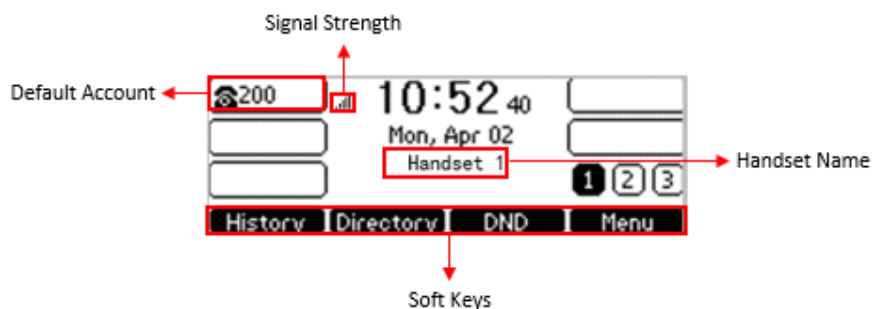 Signal Strength
Default Account
200
10:52 40
Mon, Apr 02
Handset 1
Handset Name
1 2 3
History Directory DND Menu
Soft Keys